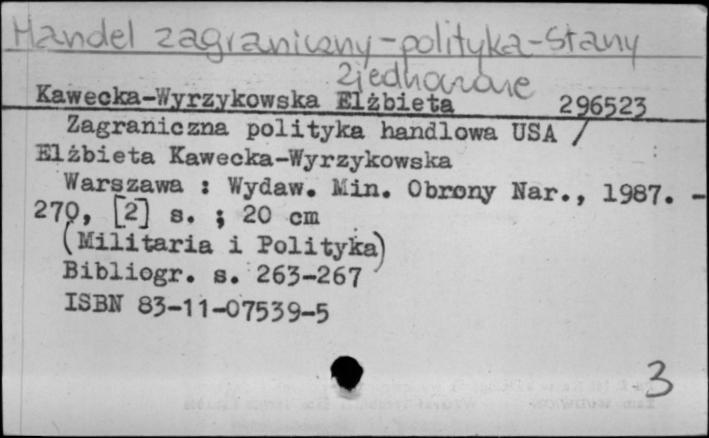 Handel zagraniczny - polityka - Stany
Zjednoczone
Kawecka-Wyrzykowska Elżbieta 296523
Zagraniczna polityka handlowa USA /
Elżbieta Kawecka-Wyrzykowska
Warszawa : Wydaw. Min. Obrony Nar., 1987. -
270, [2] s. ; 20 cm
(Militaria i Polityka)
Bibliogr. s. 263-267
ISBN 83-11-07539-5
3